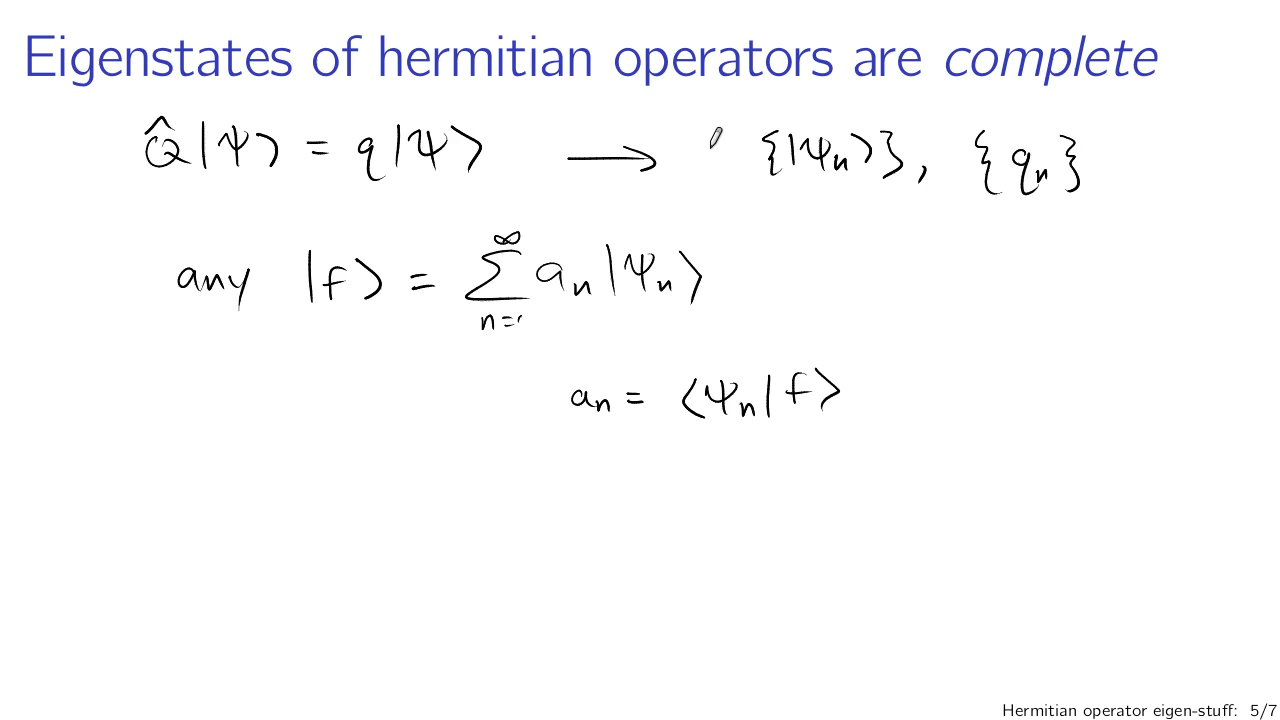 Eigenstates of hermitian operators are complete
Q̂|Ψ⟩ = q|Ψ⟩ ⟶ {|Ψₙ⟩}, {qₙ}
any |f⟩ = ∑ₙ₌₁^∞ aₙ|Ψₙ⟩
aₙ = ⟨Ψₙ|f⟩
Hermitian operator eigen-stuff: 5/7